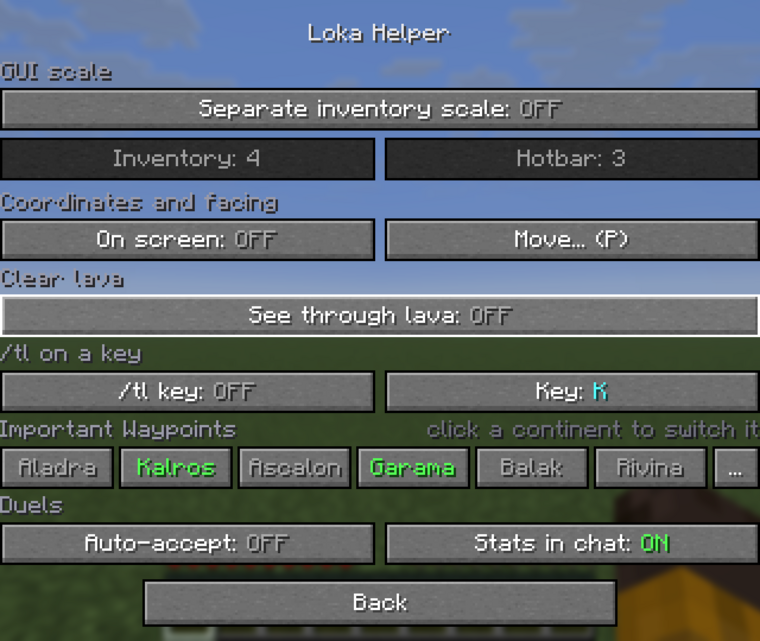 Loka Helper
GUI scale
Separate inventory scale: OFF
Inventory: 4 Hotbar: 3
Coordinates and facing
On screen: OFF Move... (P)
Clear lava
See through lava: OFF
/tl on a key
/tl key: OFF Key: K
Important Waypoints click a continent to switch it
Aladra Kalros Ascalon Garama Balak Rivina ...
Duels
Auto-accept: OFF Stats in chat: ON
Back